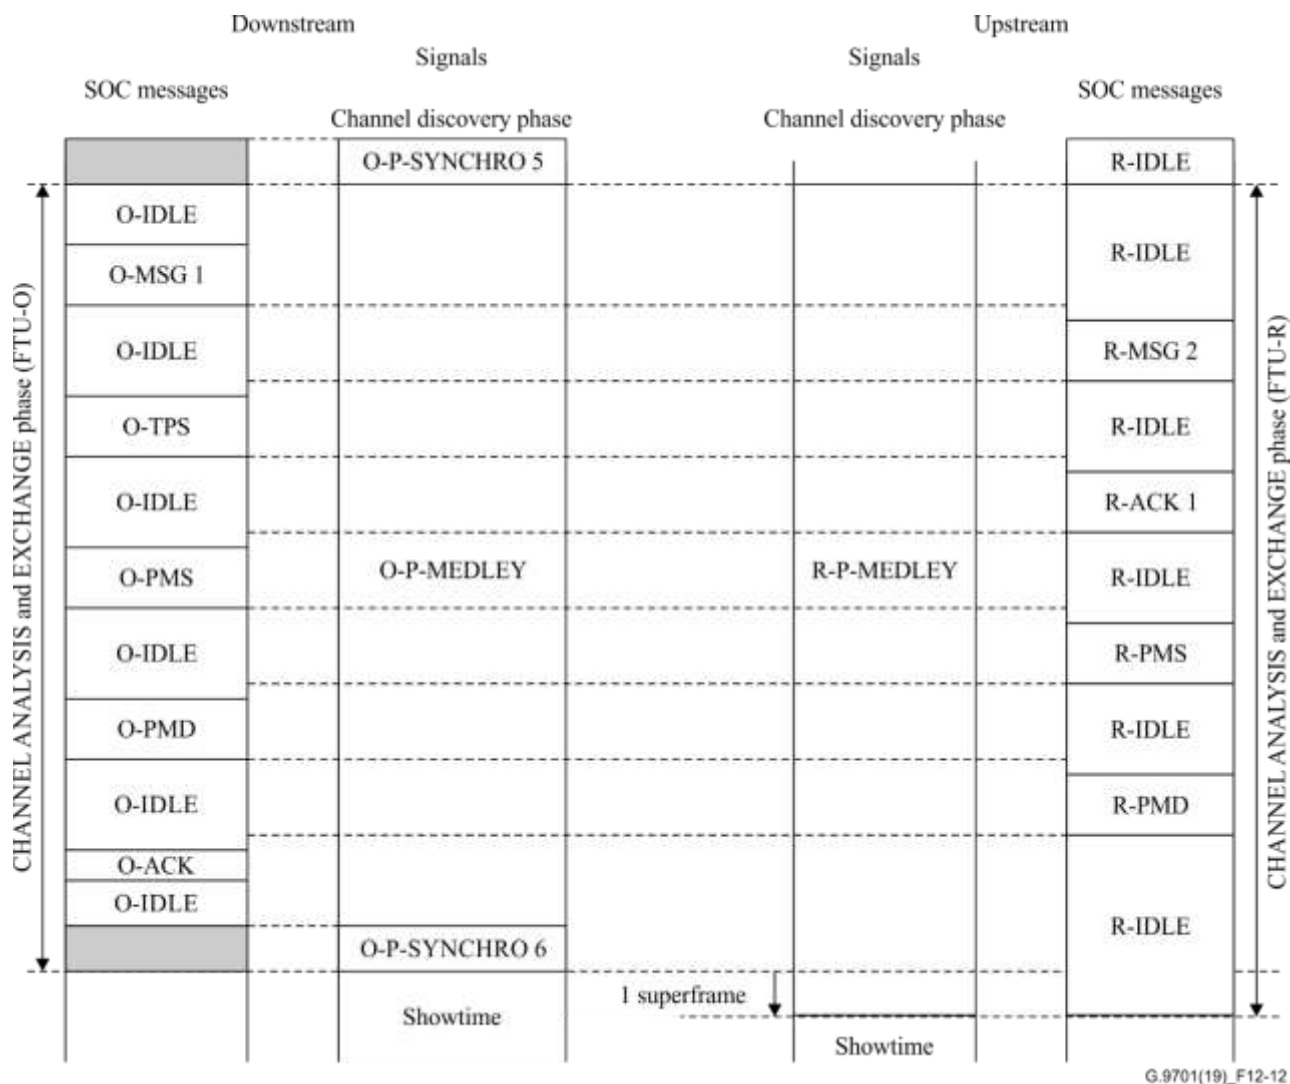 Downstream
Upstream
Signals
Signals
SOC messages
SOC messages
Channel discovery phase
Channel discovery phase
O-P-SYNCHRO 5
R-IDLE
O-IDLE
R-IDLE
O-MSG 1
O-IDLE
R-MSG 2
O-TPS
R-IDLE
O-IDLE
R-ACK 1
O-PMS
O-P-MEDLEY
R-P-MEDLEY
R-IDLE
O-IDLE
R-PMS
O-PMD
R-IDLE
O-IDLE
R-PMD
O-ACK
O-IDLE
R-IDLE
O-P-SYNCHRO 6
1 superframe
Showtime
Showtime
CHANNEL ANALYSIS and EXCHANGE phase (FTU-O)
CHANNEL ANALYSIS and EXCHANGE phase (FTU-R)
G.9701(19)_F12-12